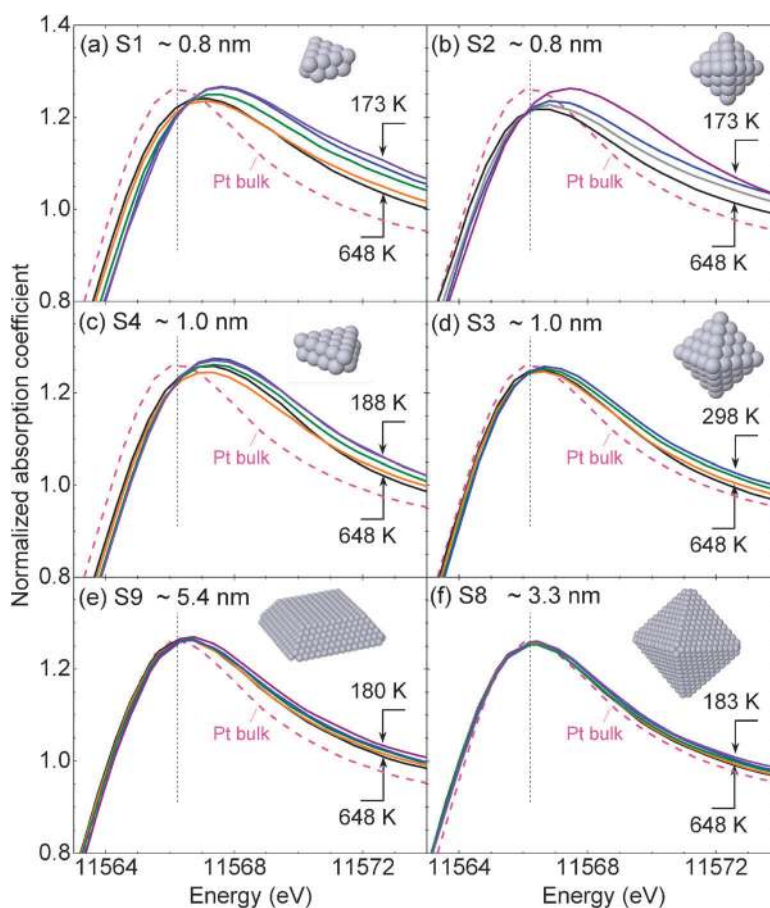 Normalized absorption coefficient
(a) S1 ~ 0.8 nm
173 K
Pt bulk
648 K
1.4
1.2
1.0
0.8
(b) S2 ~ 0.8 nm
173 K
Pt bulk
648 K
(c) S4 ~ 1.0 nm
188 K
Pt bulk
648 K
1.2
1.0
0.8
(d) S3 ~ 1.0 nm
298 K
Pt bulk
648 K
(e) S9 ~ 5.4 nm
180 K
Pt bulk
648 K
1.2
1.0
0.8
(f) S8 ~ 3.3 nm
183 K
Pt bulk
648 K
11564 11568 11572
11564 11568 11572
Energy (eV)
Energy (eV)